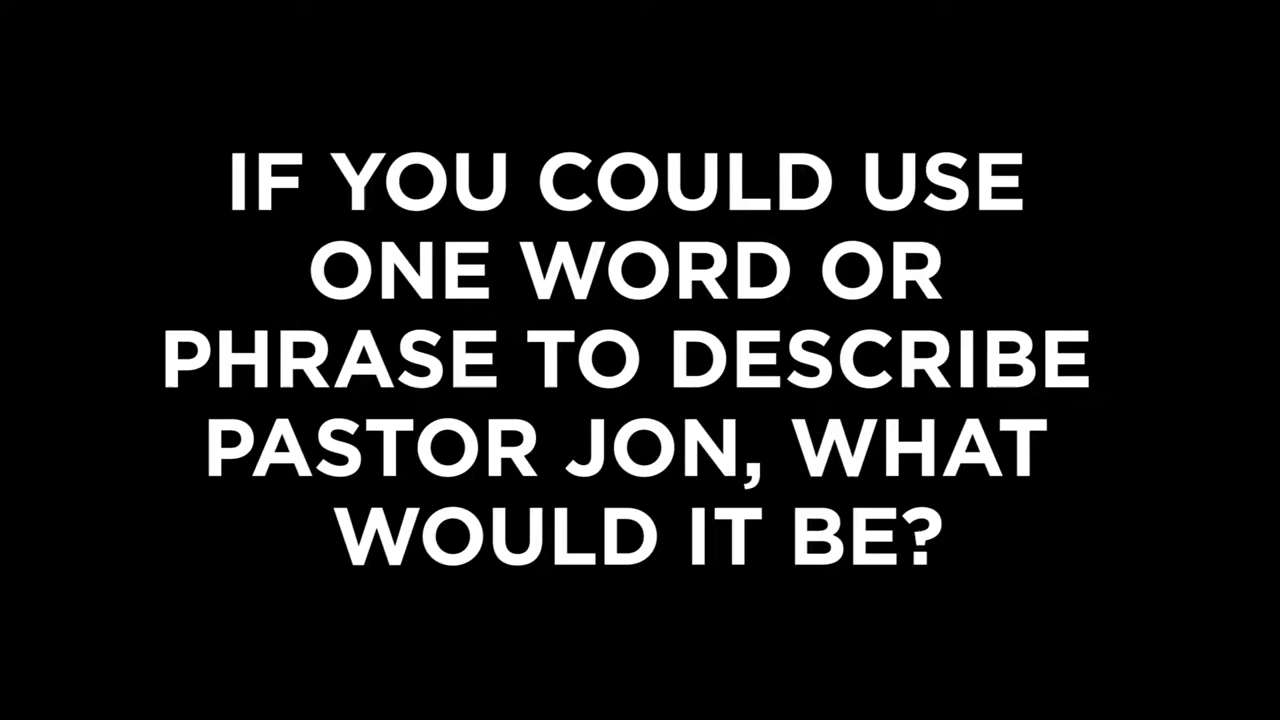 IF YOU COULD USE
ONE WORD OR
PHRASE TO DESCRIBE
PASTOR JON, WHAT
WOULD IT BE?